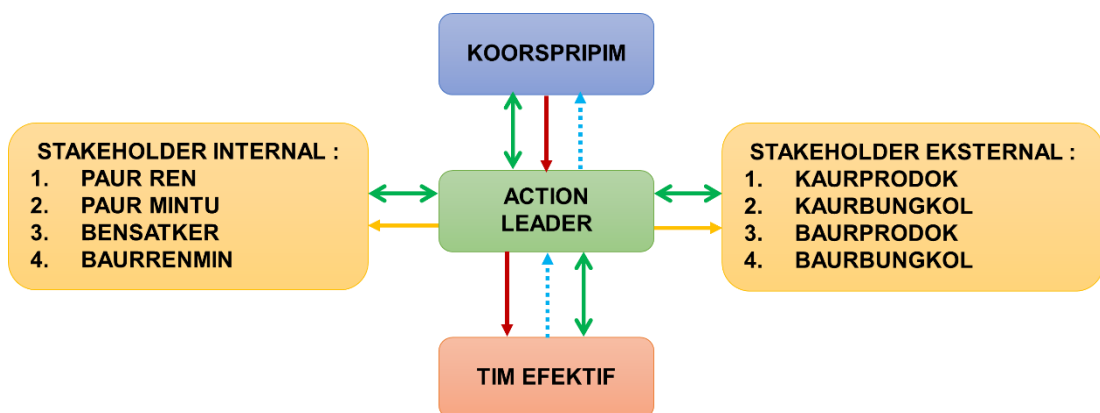 KOORSPRIPIM
STAKEHOLDER INTERNAL :
1. PAUR REN
2. PAUR MINTU
3. BENSATKER
4. BAURRENMIN
ACTION
LEADER
STAKEHOLDER EKSTERNAL :
1. KAURPRODOK
2. KAURBUNGKOL
3. BAURPRODOK
4. BAURBUNGKOL
TIM EFEKTIF